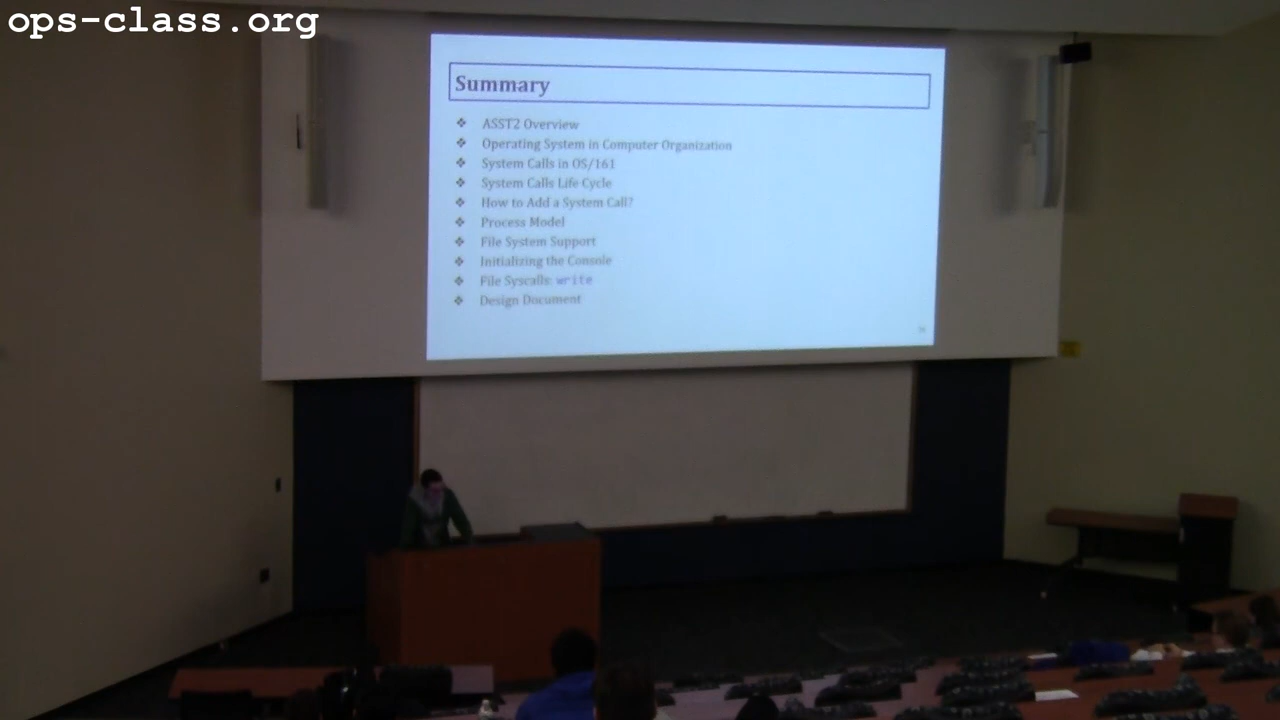 ops-class.org
Summary
ASST2 Overview
Operating System in Computer Organization
System Calls in OS/161
System Calls Life Cycle
How to Add a System Call?
Process Model
File System Support
Initializing the Console
File Syscalls: write
Design Document